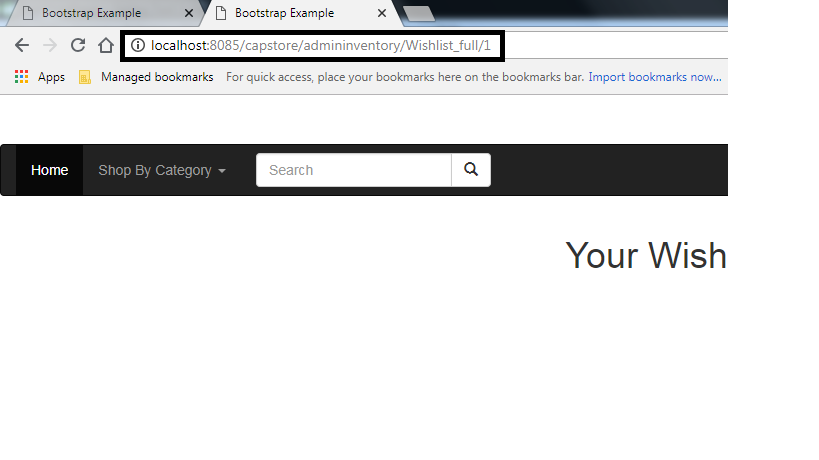 Bootstrap Example Bootstrap Example
localhost:8085/capstore/admininventory/Wishlist_full/1
Apps Managed bookmarks For quick access, place your bookmarks here on the bookmarks bar. Import bookmarks now...
Home Shop By Category Search
Your Wish